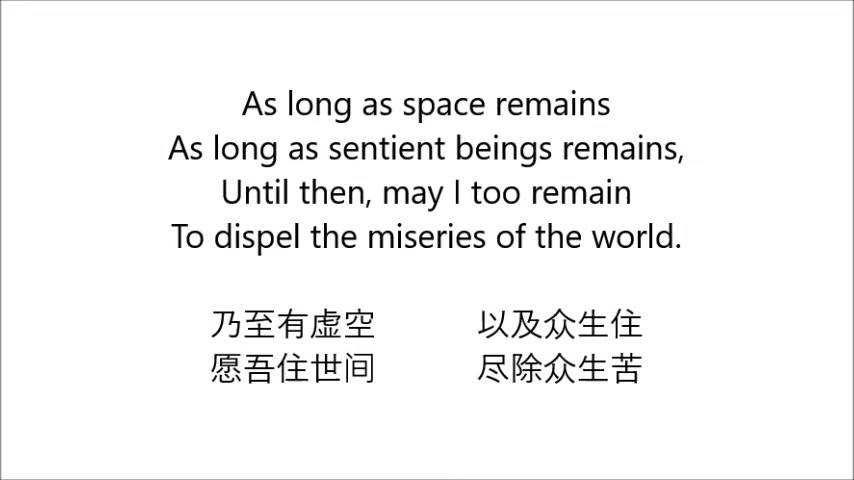 As long as space remains
As long as sentient beings remains,
Until then, may I too remain
To dispel the miseries of the world.
乃至有虚空 以及众生住
愿吾住世间 尽除众生苦